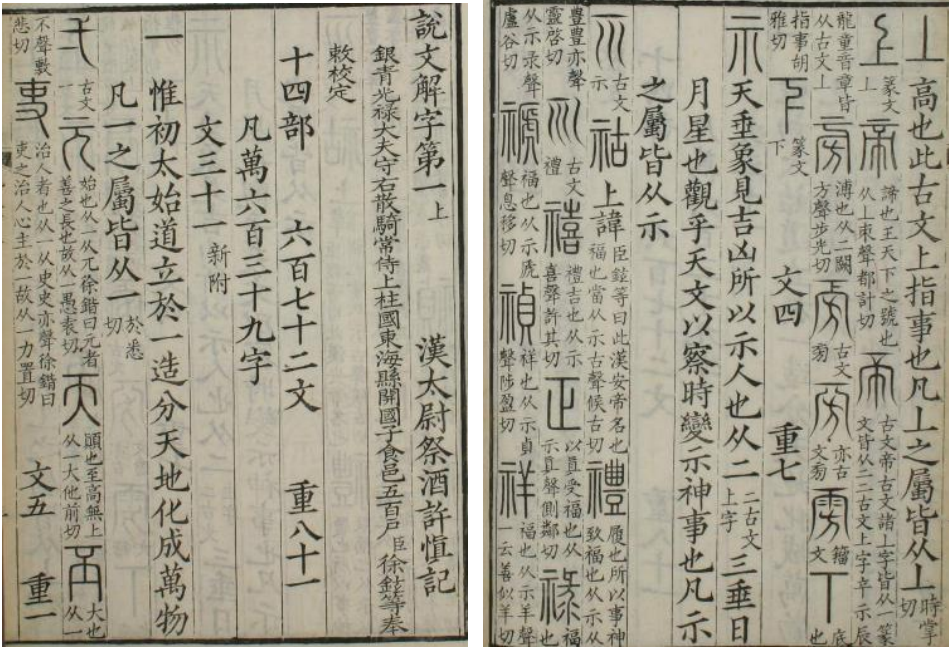 說文解字第一上 漢太尉祭酒許愼記
銀青光祿大夫守右散騎常侍上柱國東海縣開國子食邑五百戶臣徐鉉等奉
敕校定
十四部 六百七十二文 重八十一
凡萬六百三十九字
文三十一新附
一惟初太始道立於一造分天地化成萬物
凡一之屬皆从一於悉切
弌古文一元始也从一从兀徐鍇曰元者善之長也故从一愚袁切天顚也至高無上从一大他前切丕大也从一
不聲敷悲切吏治人者也从一从史史亦聲徐鍇曰吏之治人心主於一故从一力置切 文五 重一
丄高也此古文上指事也凡丄之屬皆从丄時掌切
上篆文丄帝諦也王天下之號也从丄朿聲都計切帝古文帝古文諸丄字皆从一篆文皆从二二古文上字䇂示辰
龍童音章皆从古文丄旁溥也从二闕方聲步光切㫄古文㫄㫄亦古文㫄雱籀文丅底也
指事胡雅切下篆文丅 文四 重七
示天垂象見吉凶所以示人也从二二古文上字三垂日
月星也觀乎天文以察時變示神事也凡示
之屬皆从示
古文示祜上諱臣鉉等曰此漢安帝名也福也當从示古聲候古切禮履也所以事神致福也从示从
豊豊亦聲靈啓切古文禮禧禮吉也从示喜聲許其切禛以眞受福也从示眞聲側鄰切祿福也
从示彔聲盧谷切禠福也从示虒聲息移切禎祥也从示貞聲陟盈切祥福也从示羊聲一云善似羊切